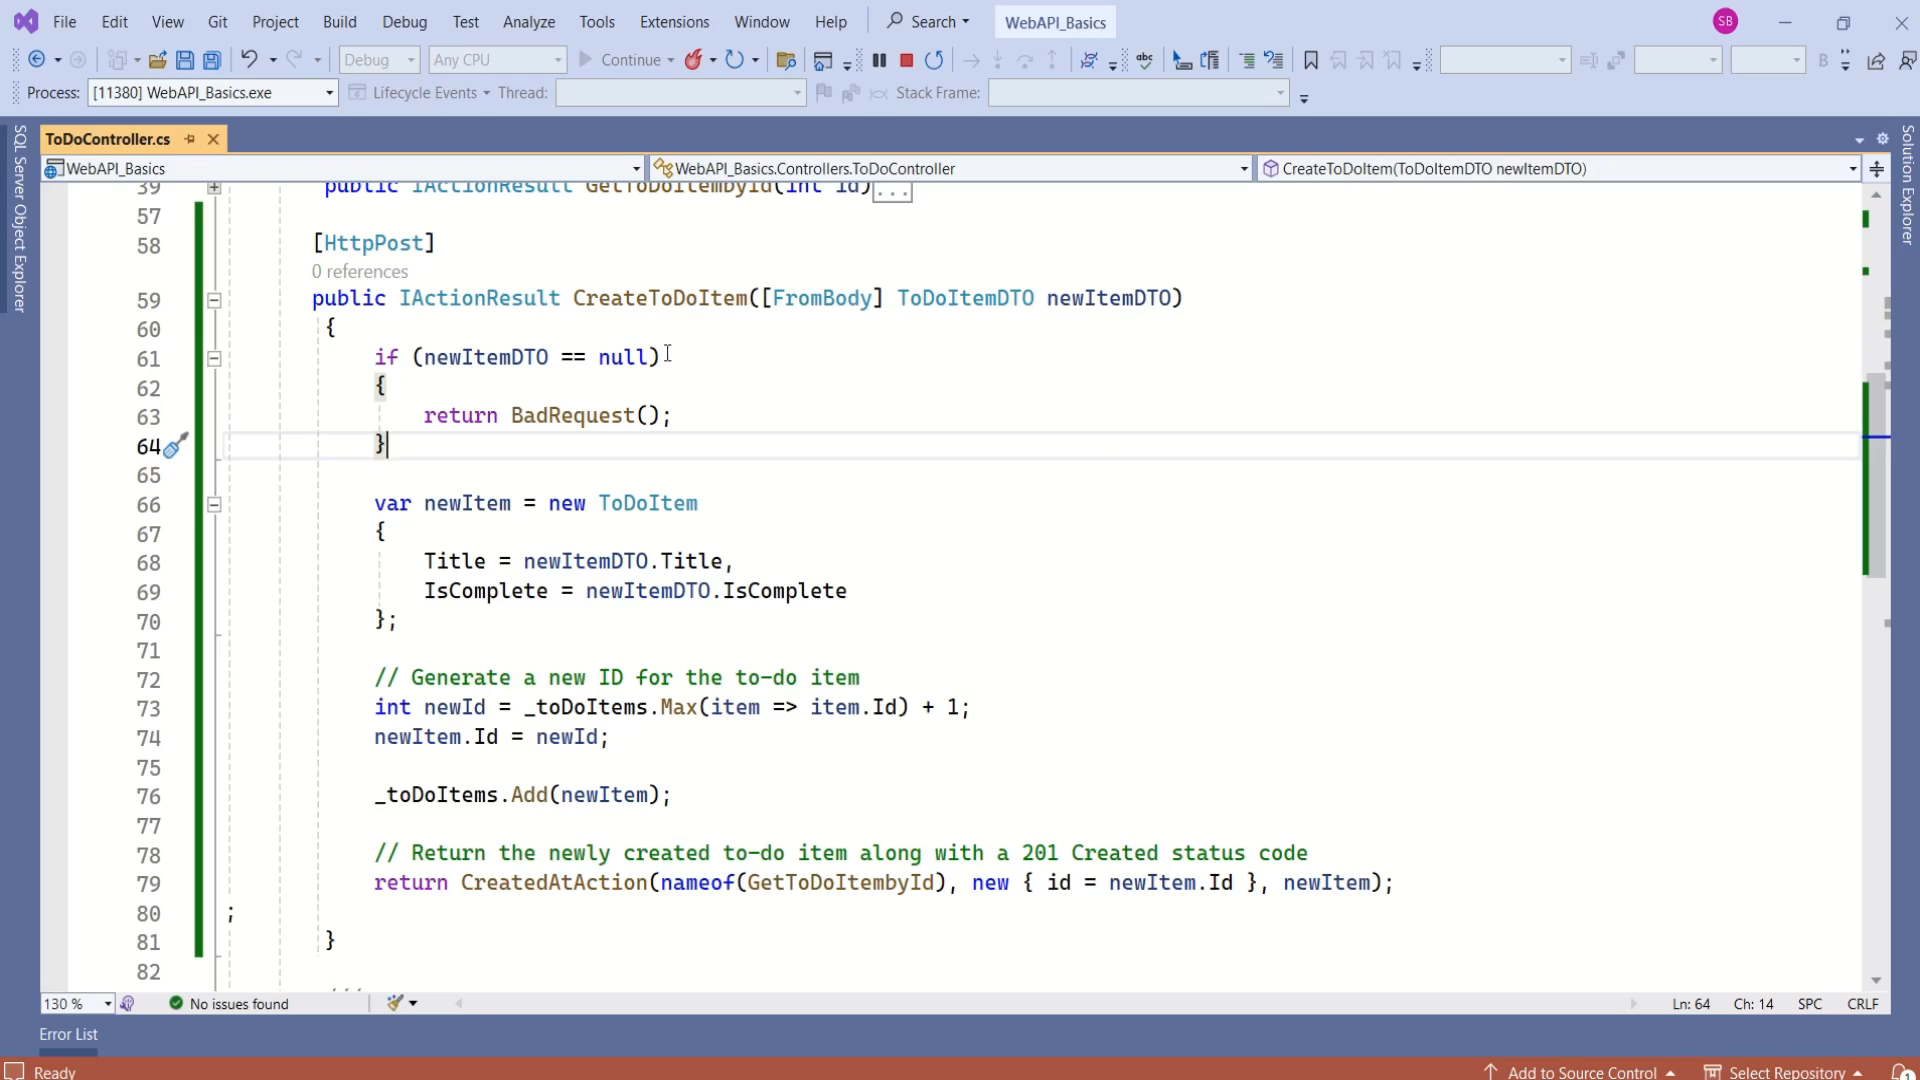 File Edit View Git Project Build Debug Test Analyze Tools Extensions Window Help Search WebAPI_Basics SB
Debug Any CPU Continue
Process: [11380] WebAPI_Basics.exe Lifecycle Events Thread: Stack Frame:
SQL Server Object Explorer
Solution Explorer
ToDoController.cs
WebAPI_Basics WebAPI_Basics.Controllers.ToDoController CreateToDoItem(ToDoItemDTO newItemDTO)
39 public IActionResult GetToDoItembyId(int id)...
57
58 [HttpPost]
0 references
59 public IActionResult CreateToDoItem([FromBody] ToDoItemDTO newItemDTO)
60 {
61 if (newItemDTO == null)
62 {
63 return BadRequest();
64 }
65
66 var newItem = new ToDoItem
67 {
68 Title = newItemDTO.Title,
69 IsComplete = newItemDTO.IsComplete
70 };
71
72 // Generate a new ID for the to-do item
73 int newId = _toDoItems.Max(item => item.Id) + 1;
74 newItem.Id = newId;
75
76 _toDoItems.Add(newItem);
77
78 // Return the newly created to-do item along with a 201 Created status code
79 return CreatedAtAction(nameof(GetToDoItembyId), new { id = newItem.Id }, newItem);
80 ;
81 }
82
130 % No issues found Ln: 64 Ch: 14 SPC CRLF
Error List
Ready Add to Source Control Select Repository 1